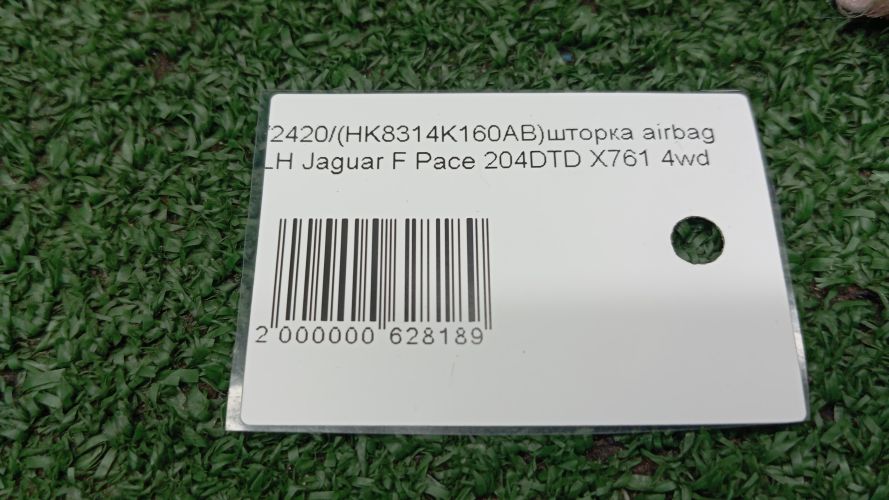 2420/(HK8314K160AB)шторка airbag
LH Jaguar F Pace 204DTD X761 4wd
2 000000 628189